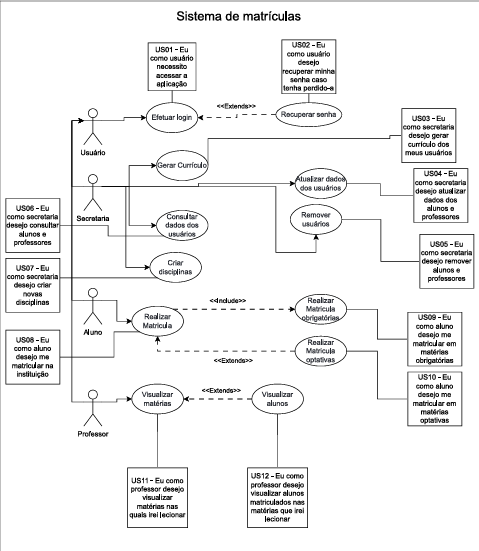 Sistema de matrículas
US01 - Eu
como usuário
necessito
acessar a
aplicação
US02 - Eu
como usuário
desejo
recuperar minha
senha caso
tenha perdido-a
Efetuar login
<<Extends>>
Recuperar senha
Usuário
US03 - Eu
como secretaria
desejo gerar
currículo dos
meus usuários
Gerar Currículo
US04 - Eu
como secretaria
desejo atualizar
dados dos
alunos e
professores
Atualizar dados
dos usuários
Secretaria
US06 - Eu
como secretaria
desejo consultar
alunos e
professores
Consultar
dados dos
usuários
Remover
usuários
US05 - Eu
como secretaria
desejo remover
alunos e
professores
US07 - Eu
como secretaria
desejo criar
novas
disciplinas
Criar
disciplinas
Aluno
Realizar
Matricula
<<Include>>
Realizar
Matricula
obrigatórias
US09 - Eu
como aluno
desejo me
matricular em
matérias
obrigatórias
US08 - Eu
como aluno
desejo me
matricular na
instituição
<<Extends>>
Realizar
Matricula
optativas
US10 - Eu
como aluno
desejo me
matricular em
matérias
optativas
Professor
Visualizar
matérias
<<Extends>>
Visualizar
alunos
US11 - Eu como
professor desejo
visualizar
matérias nas
quais irei lecionar
US12 - Eu como
professor desejo
visualizar alunos
matriculados nas
matérias que irei
lecionar